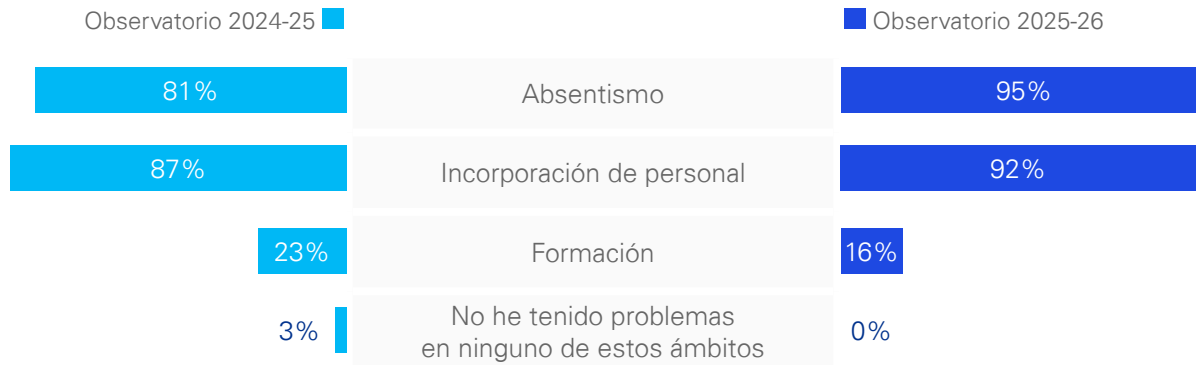 Observatorio 2024-25
Observatorio 2025-26
81%
Absentismo
95%
87%
Incorporación de personal
92%
23%
Formación
16%
3%
No he tenido problemas
en ninguno de estos ámbitos
0%